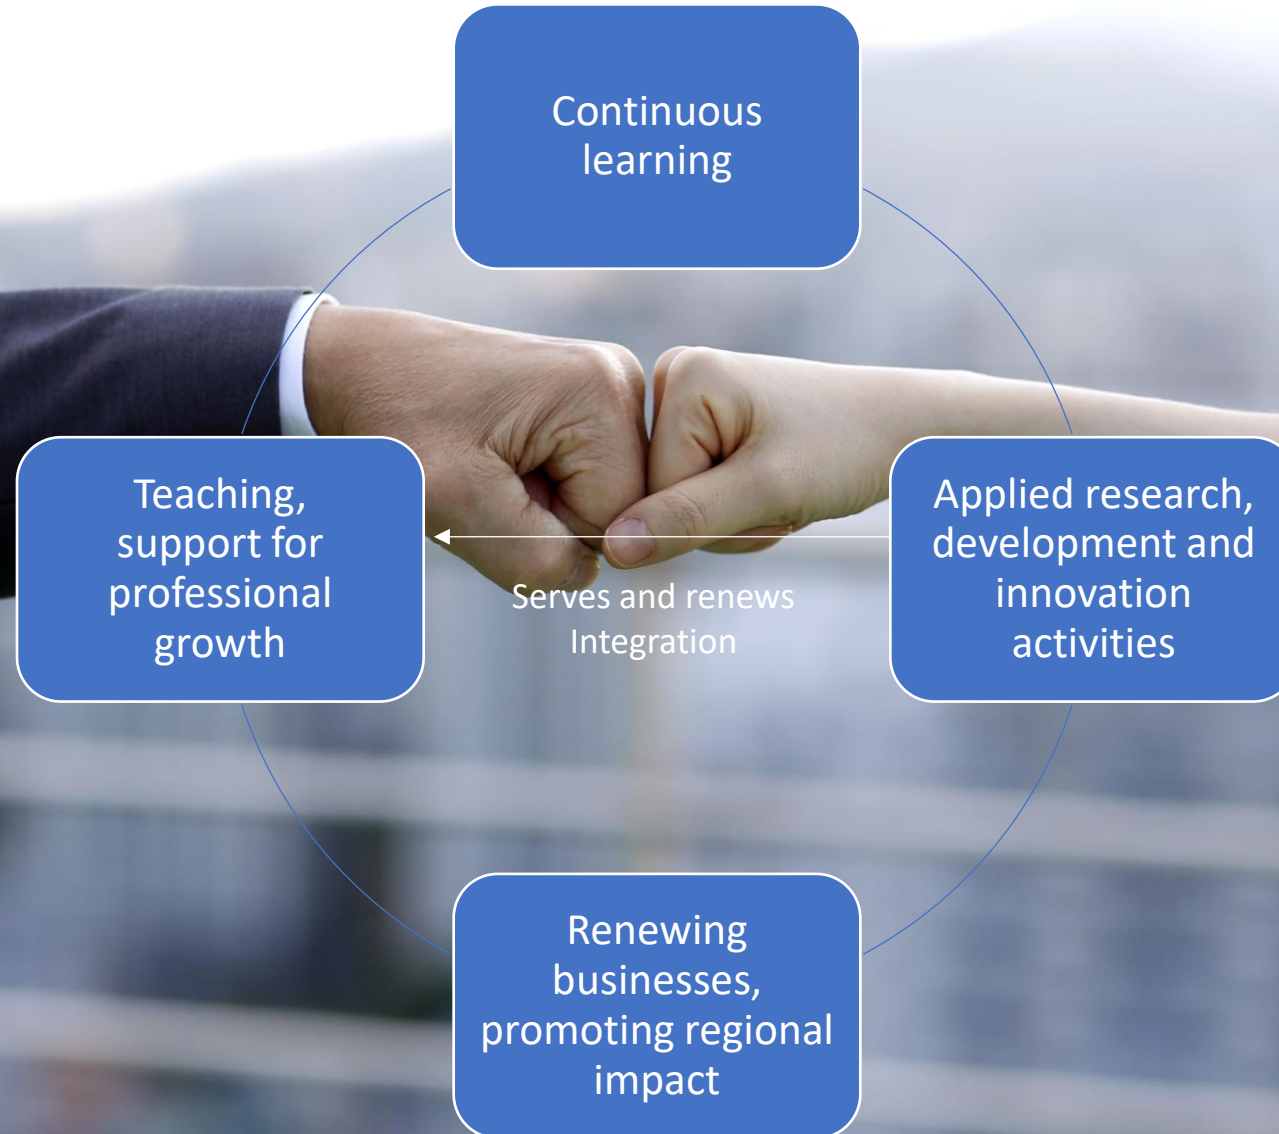 Continuous
learning
Teaching,
support for
professional
growth
Applied research,
development and
innovation
activities
Serves and renews
Integration
Renewing
businesses,
promoting regional
impact